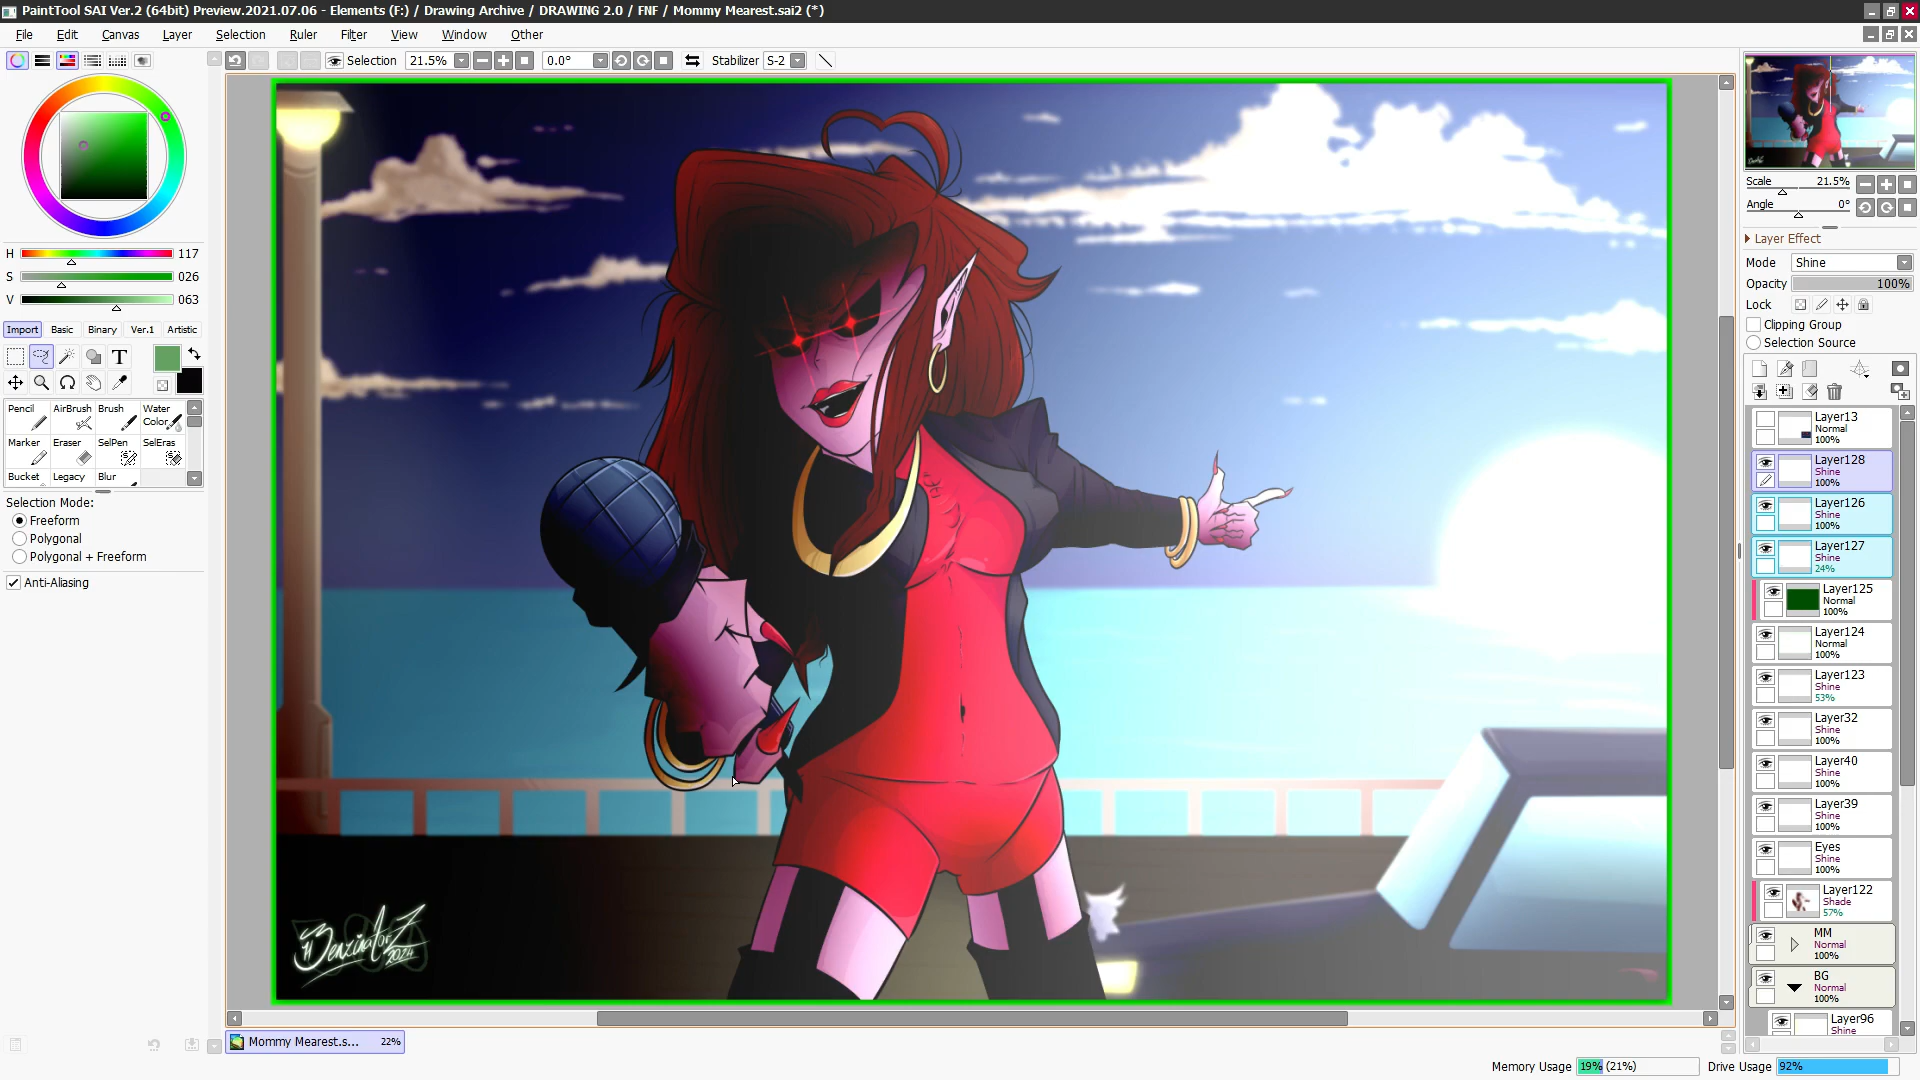 PaintTool SAI Ver.2 (64bit) Preview.2021.07.06 - Elements (F:) / Drawing Archive / DRAWING 2.0 / FNF / Mommy Mearest.sai2 (*)
File Edit Canvas Layer Selection Ruler Filter View Window Other
Selection 21.5% 0.0° Stabilizer S-2
H 117
S 026
V 063
Import Basic Binary Ver.1 Artistic
T
Pencil AirBrush Brush Water Color
Marker Eraser SelPen SelEras
Bucket Legacy Blur
Selection Mode:
Freeform
Polygonal
Polygonal + Freeform
Anti-Aliasing
BenzinatorZ
2024
Mommy Mearest.s... 22%
Scale 21.5%
Angle 0°
Layer Effect
Mode Shine
Opacity 100%
Lock
Clipping Group
Selection Source
Layer13
Normal
100%
Layer128
Shine
100%
Layer126
Shine
100%
Layer127
Shine
24%
Layer125
Normal
100%
Layer124
Normal
100%
Layer123
Shine
53%
Layer32
Shine
100%
Layer40
Shine
100%
Layer39
Shine
100%
Eyes
Shine
100%
Layer122
Shade
57%
MM
Normal
100%
BG
Normal
100%
Layer96
Shine
Memory Usage 19% (21%) Drive Usage 92%